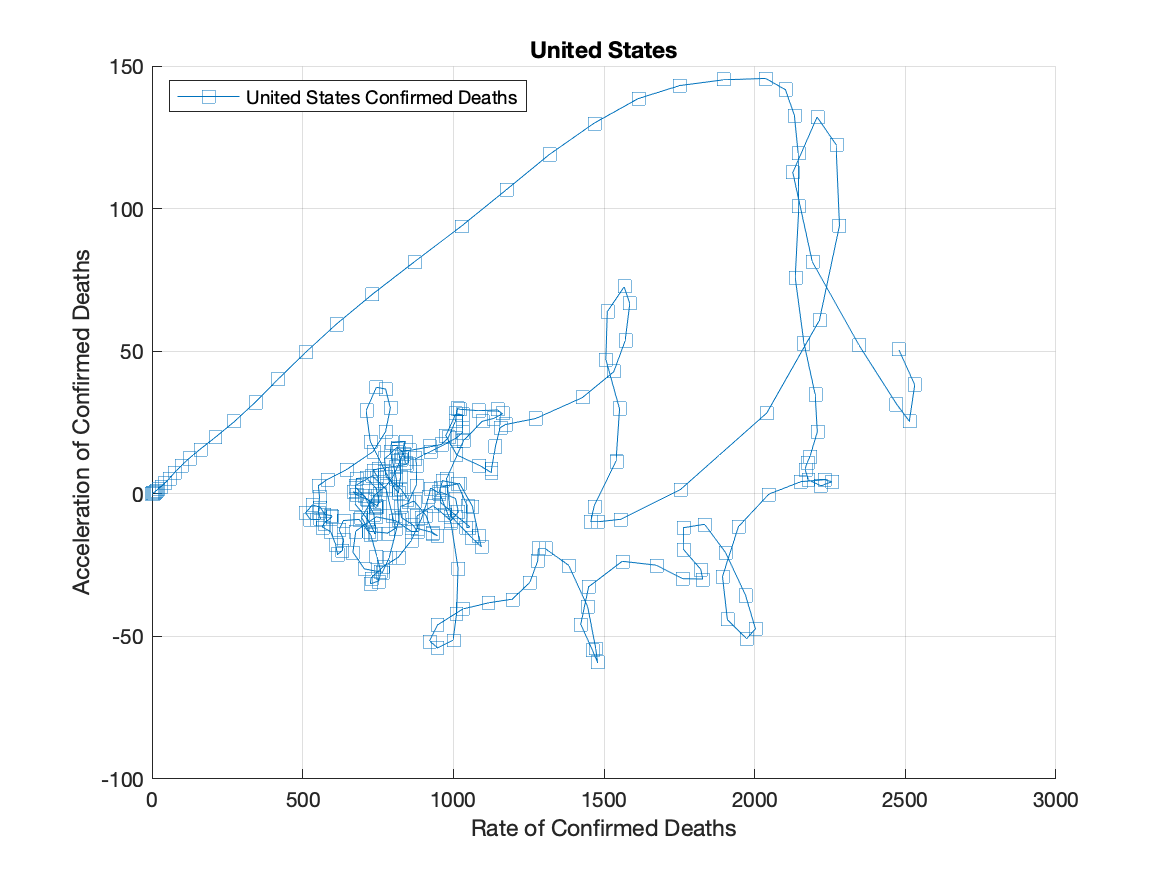 United States
United States Confirmed Deaths
150
100
50
0
-50
-100
Acceleration of Confirmed Deaths
0 500 1000 1500 2000 2500 3000
Rate of Confirmed Deaths